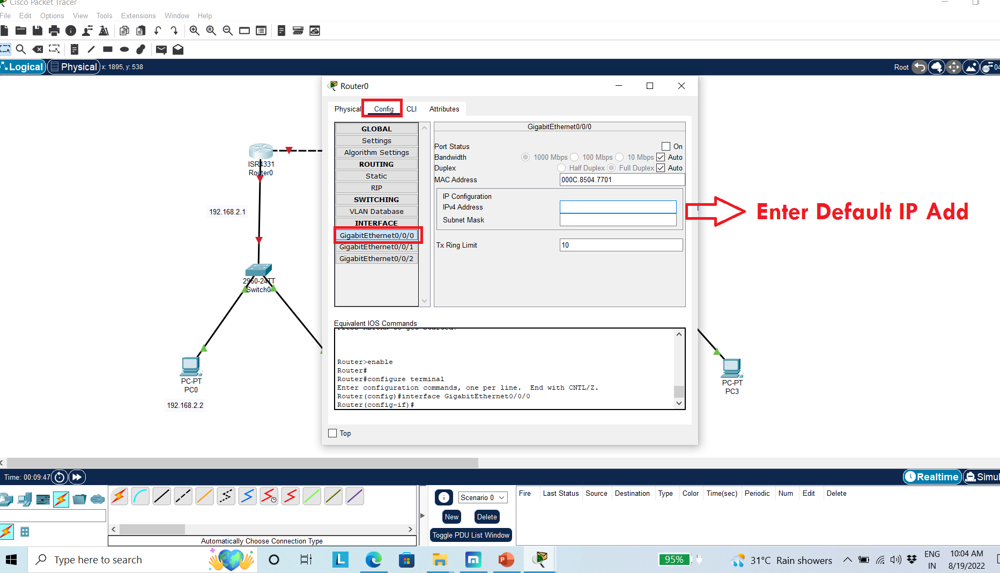 Cisco Packet Tracer
File Edit Options View Tools Extensions Window Help
Logical Physical x: 1895, y: 538 Root 04
Router0
Physical Config CLI Attributes
GLOBAL
Settings
Algorithm Settings
ROUTING
Static
RIP
SWITCHING
VLAN Database
INTERFACE
GigabitEthernet0/0/0
GigabitEthernet0/0/1
GigabitEthernet0/0/2
GigabitEthernet0/0/0
Port Status On
Bandwidth 1000 Mbps 100 Mbps 10 Mbps Auto
Duplex Half Duplex Full Duplex Auto
MAC Address 000C.8504.7701
IP Configuration
IPv4 Address
Subnet Mask
Tx Ring Limit 10
Enter Default IP Add
ISR4331
Router0
192.168.2.1
2960-24TT
Switch0
PC-PT
PC0
192.168.2.2
PC-PT
PC3
Equivalent IOS Commands
Press RETURN to get started.
Router>enable
Router#
Router#configure terminal
Enter configuration commands, one per line. End with CNTL/Z.
Router(config)#interface GigabitEthernet0/0/0
Router(config-if)#
Top
Time: 00:09:47 Realtime Simul
Scenario 0
New Delete
Toggle PDU List Window
Fire Last Status Source Destination Type Color Time(sec) Periodic Num Edit Delete
Automatically Choose Connection Type
Type here to search
95%
31°C Rain showers
ENG
IN
10:04 AM
8/19/2022